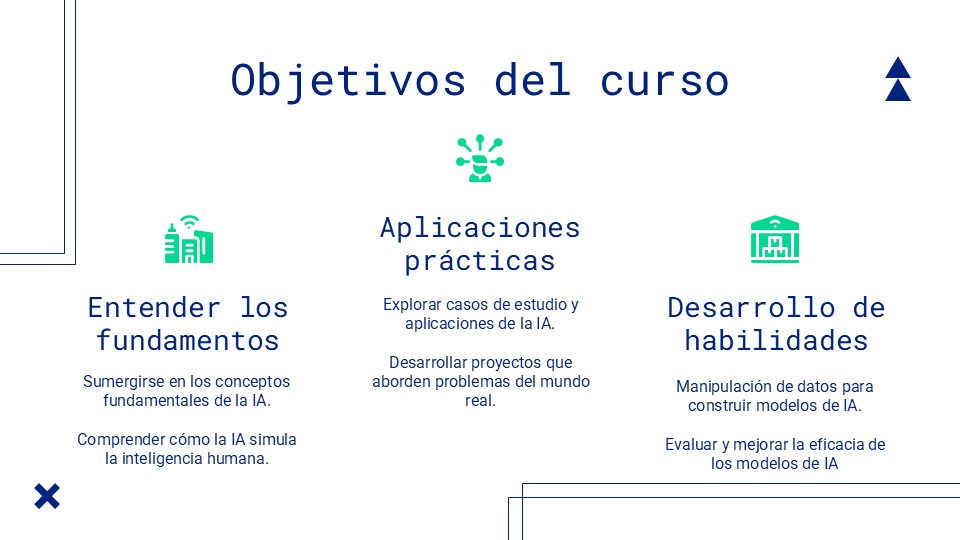 Objetivos del curso
Entender los
fundamentos
Sumergirse en los conceptos
fundamentales de la IA.
Comprender cómo la IA simula
la inteligencia humana.
Aplicaciones
prácticas
Explorar casos de estudio y
aplicaciones de la IA.
Desarrollar proyectos que
aborden problemas del mundo
real.
Desarrollo de
habilidades
Manipulación de datos para
construir modelos de IA.
Evaluar y mejorar la eficacia de
los modelos de IA